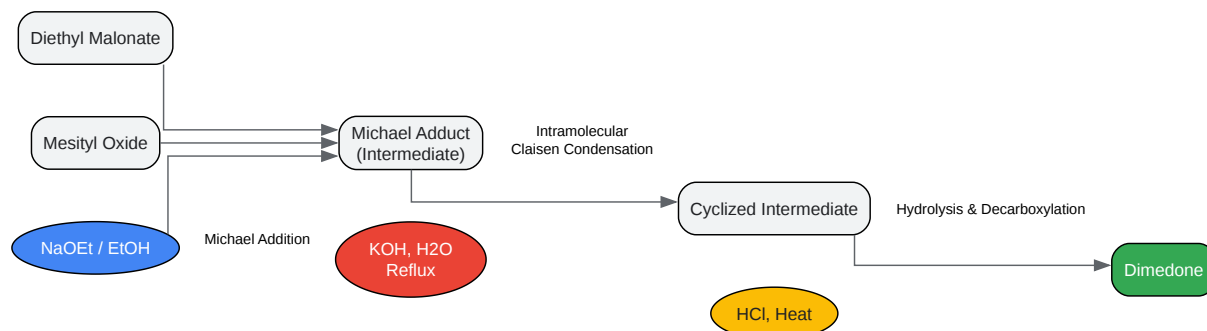 Diethyl Malonate
Mesityl Oxide
NaOEt / EtOH
Michael Addition
Michael Adduct
(Intermediate)
KOH, H2O
Reflux
Intramolecular
Claisen Condensation
Cyclized Intermediate
HCl, Heat
Hydrolysis & Decarboxylation
Dimedone